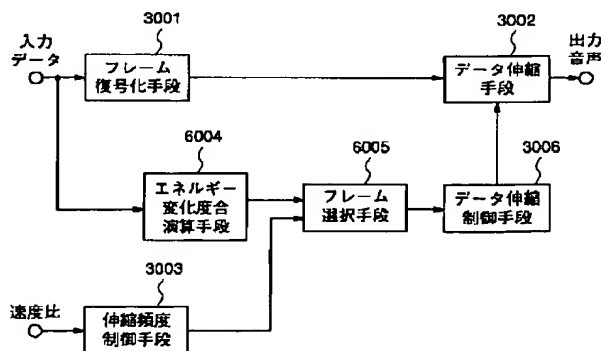 3001
3002
入力
データ
フレーム
復号化手段
データ伸縮
手段
出力
音声
6004
6005
3006
エネルギー
変化度合
演算手段
フレーム
選択手段
データ伸縮
制御手段
3003
速度比
伸縮頻度
制御手段